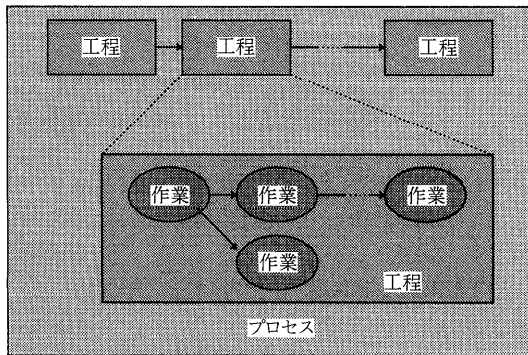 工程 工程 工程
作業 作業 作業
作業
工程
プロセス